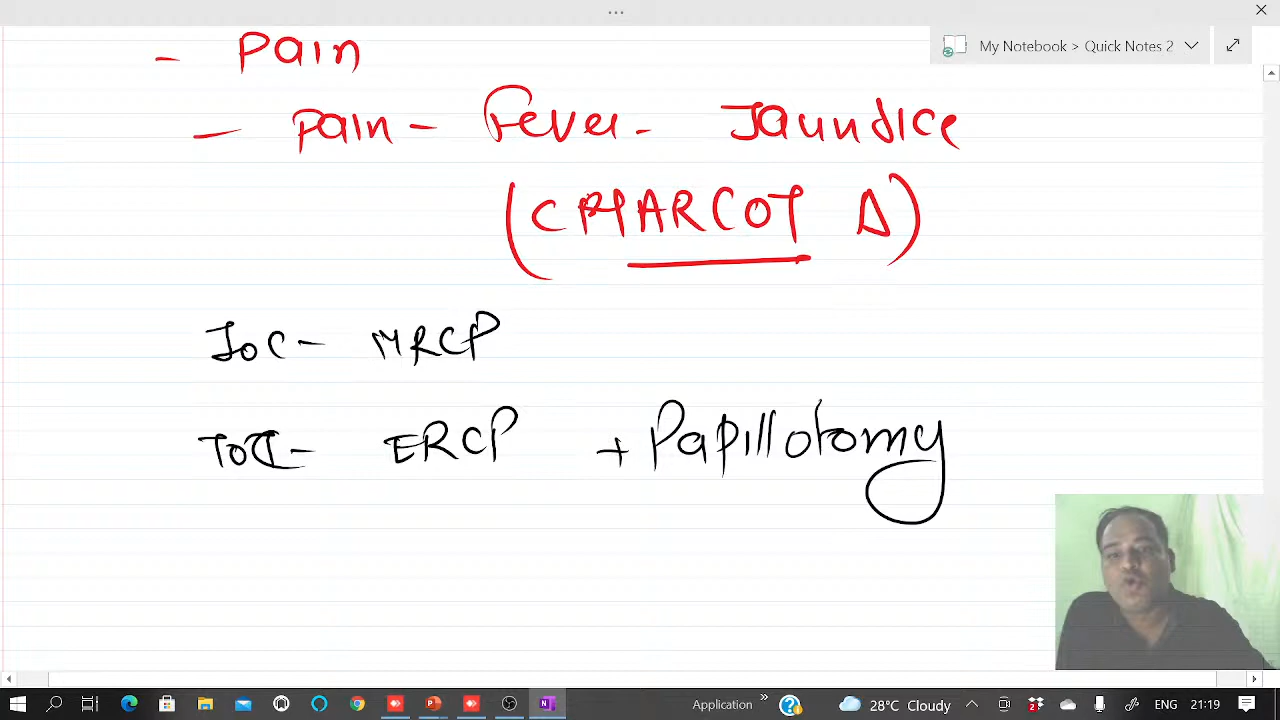 My Notebook > Quick Notes 2
- Pain
- Pain - Fever - Jaundice
(CHARCOT Δ)
IOC - MRCP
TOC - ERCP + Papillotomy
Application
28°C Cloudy
ENG
21:19